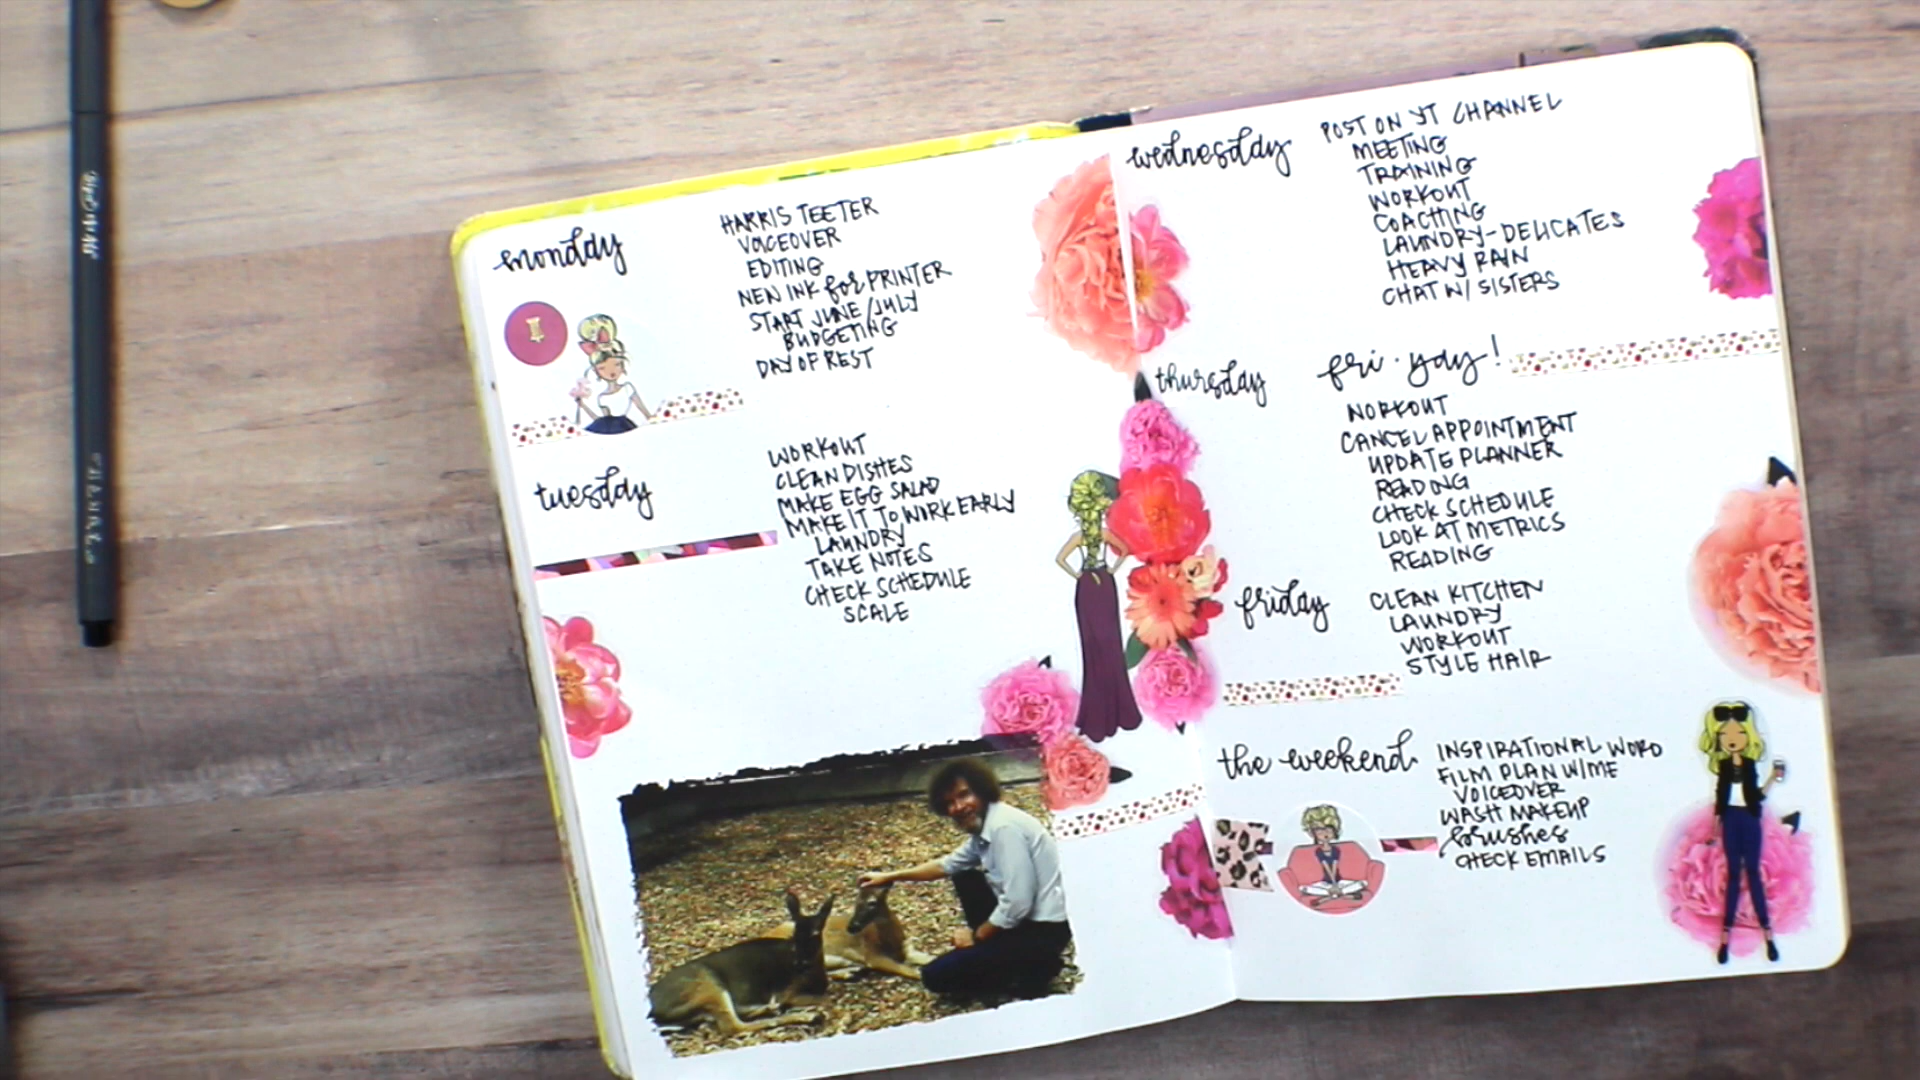 monday
HARRIS TEETER
VOICEOVER
EDITING
NEW INK for PRINTER
START JUNE/JULY
BUDGETING
DAY OF REST
tuesday
WORKOUT
CLEAN DISHES
MAKE EGG SALAD
MAKE IT TO WORK EARLY
LAUNDRY
TAKE NOTES
CHECK SCHEDULE
SCALE
wednesday
POST ON YT CHANNEL
MEETING
TRAINING
WORKOUT
COACHING
LAUNDRY-DELICATES
HEAVY RAIN
CHAT W/ SISTERS
thursday
fri.yay!
WORKOUT
CANCEL APPOINTMENT
UPDATE PLANNER
READING
CHECK SCHEDULE
LOOK AT METRICS
READING
friday
CLEAN KITCHEN
LAUNDRY
WORKOUT
STYLE HAIR
the weekend
INSPIRATIONAL WORD
FILM PLAN W/ME
VOICEOVER
WASH MAKEUP
brushes
CHECK EMAILS